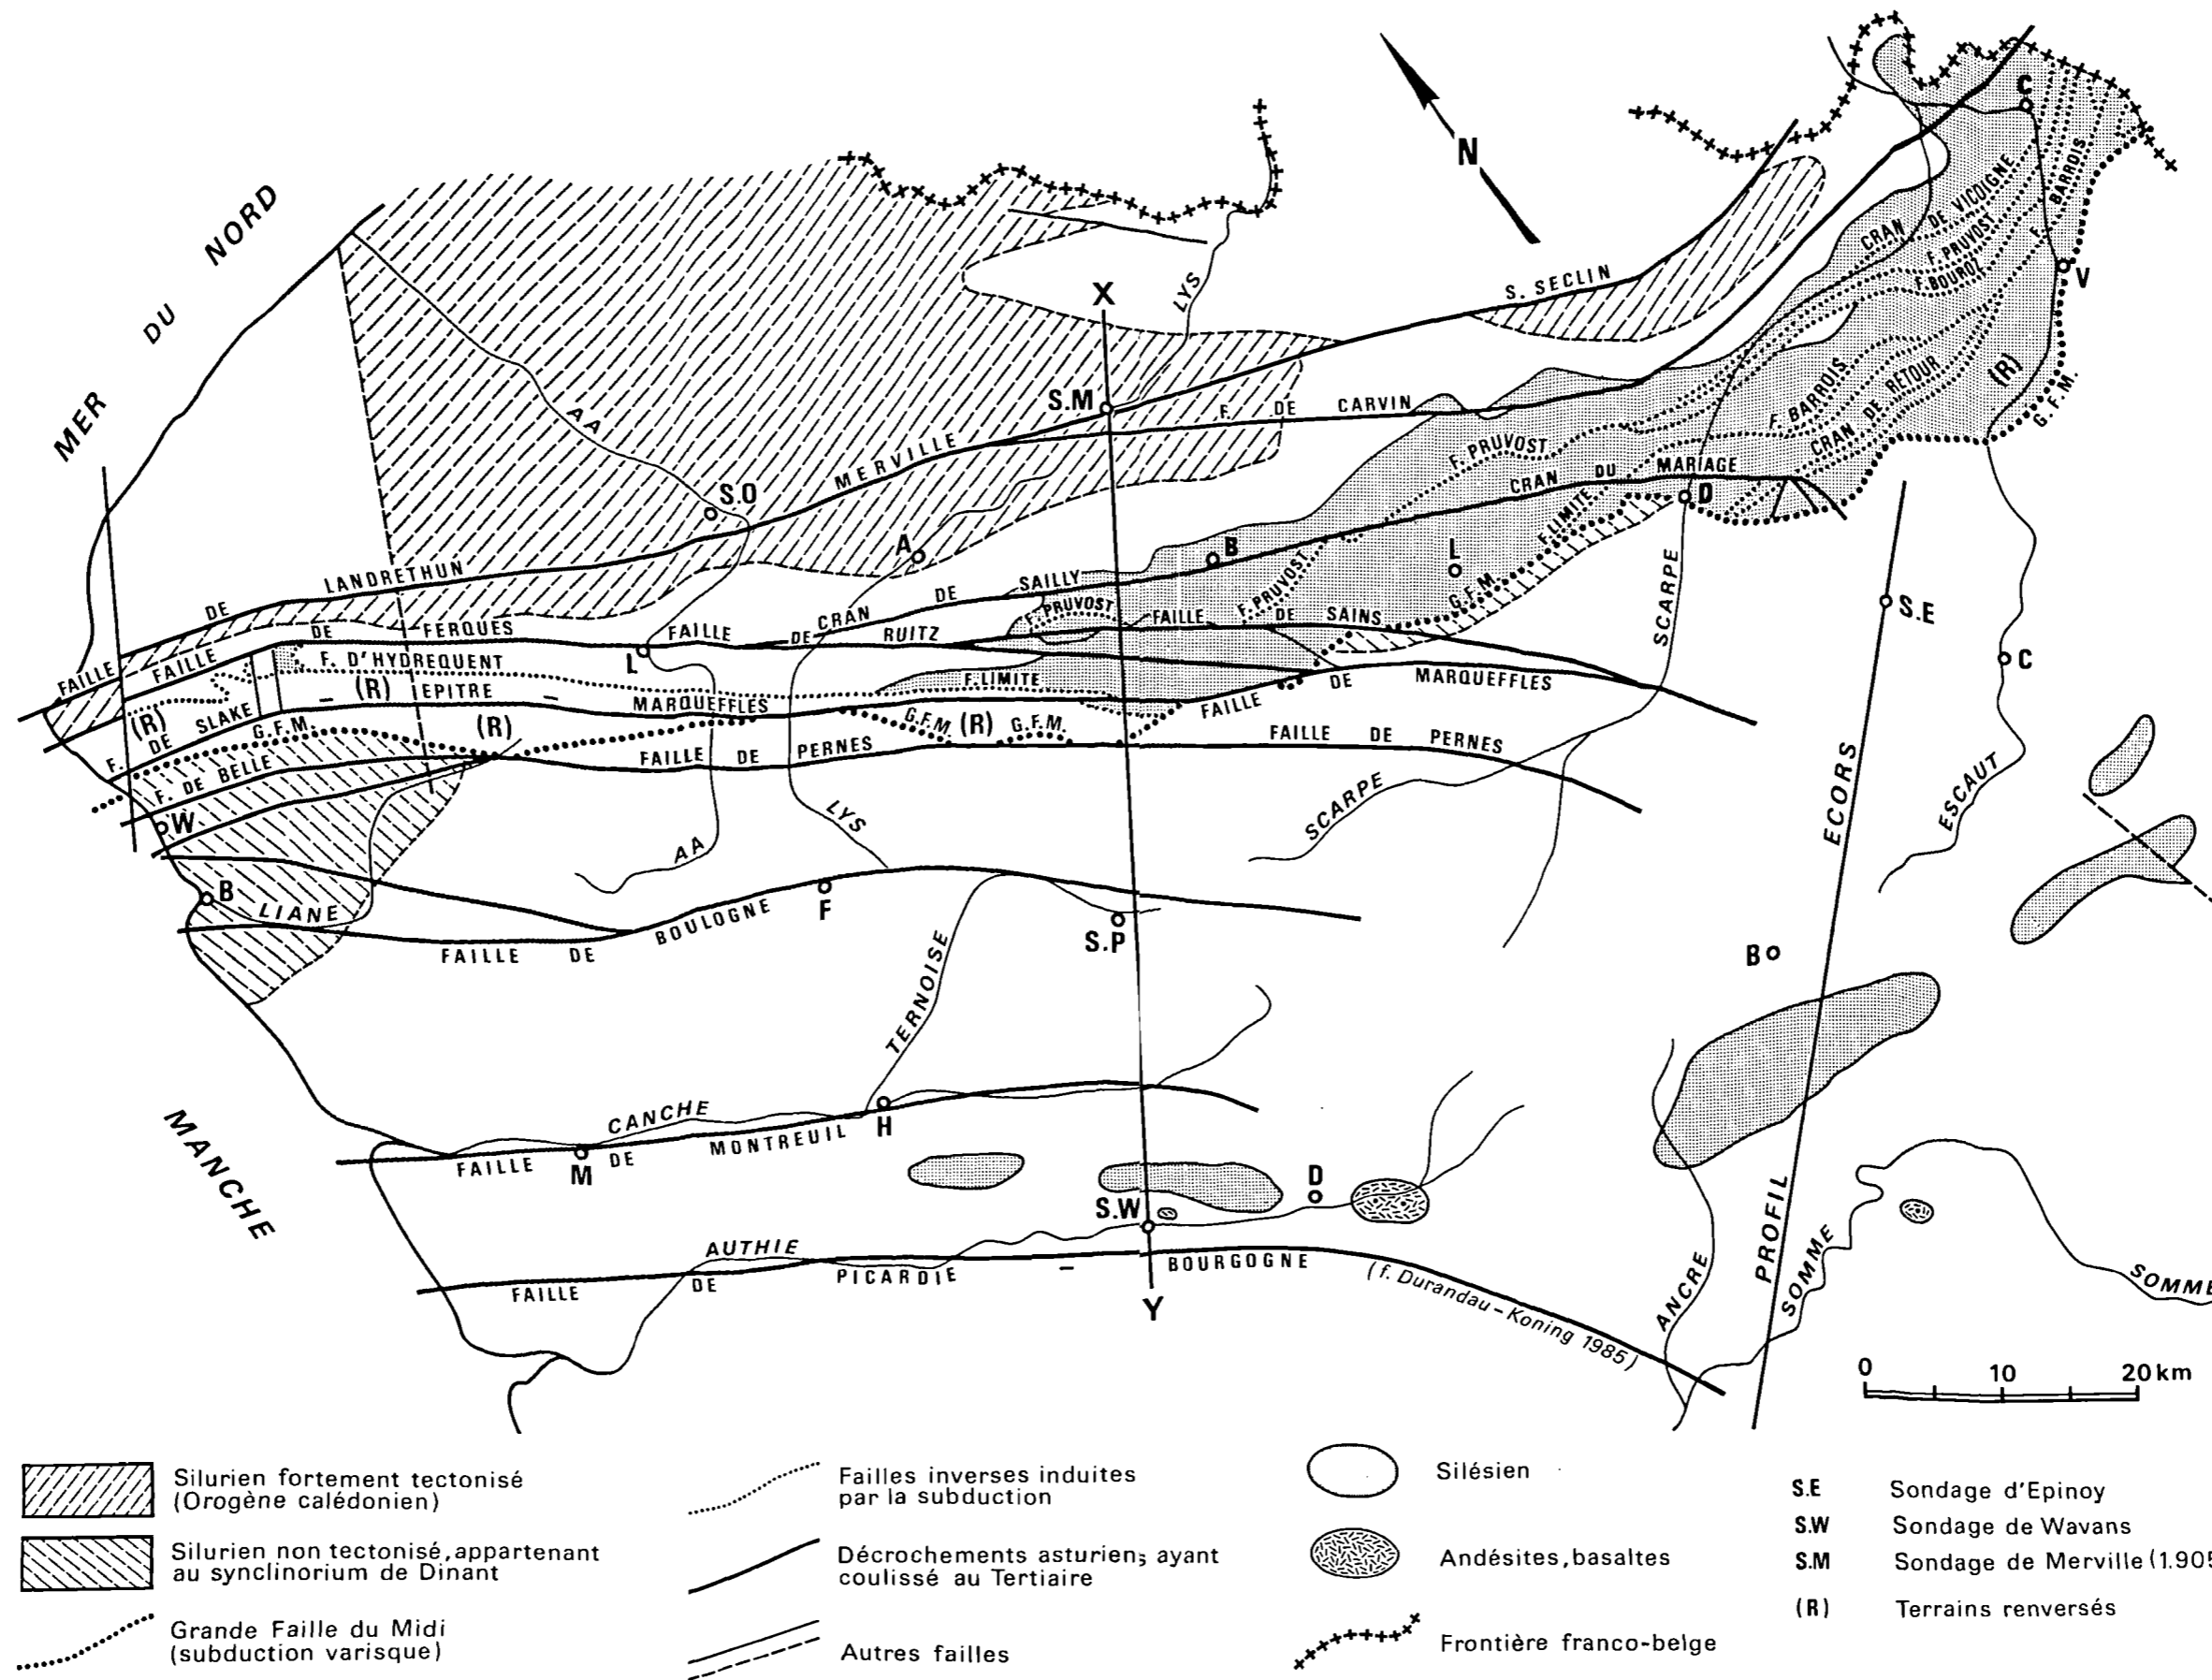 MER DU NORD
N
C
CRAN DE VICOIGNE
F. PRUVOST
F. BOUROZ
F. BARROIS
V
X
LYS
S. SECLIN
AA
S.M
F. DE CARVIN
MERVILLE
F. BARROIS
CRAN DE RETOUR
(R)
G.F.M.
S.O
F. PRUVOST
CRAN DU MARIAGE
D
A
B
L
F. LIMITE
G.F.M.
SCARPE
S.E
FAILLE DE LANDRETHUN
CRAN DE SAILLY
F. PRUVOST
F. PRUVOST
FAILLE DE SAINS
FAILLE DE FERQUES
FAILLE DE RUITZ
L
F. D'HYDREQUENT
(R)
EPITRE
F. LIMITE
MARQUEFFLES
FAILLE DE MARQUEFFLES
C
(R)
F. DE SLAKE
G.F.M.
(R)
G.F.M.
(R)
G.F.M.
F. DE BELLE
FAILLE DE PERNES
FAILLE DE PERNES
W
AA
LYS
SCARPE
ECORS
ESCAUT
B
LIANE
FAILLE DE BOULOGNE
F
S.P
B
TERNOISE
MANCHE
CANCHE
FAILLE DE MONTREUIL
M
H
D
S.W
AUTHIE
FAILLE DE PICARDIE – BOURGOGNE
(f. Durandau-Koning 1985)
Y
ANCRE
PROFIL
SOMME
SOMME
0 10 20 km
Silurien fortement tectonisé
(Orogène calédonien)
Silurien non tectonisé, appartenant
au synclinorium de Dinant
Grande Faille du Midi
(subduction varisque)
Failles inverses induites
par la subduction
Décrochements asturiens ayant
coulissé au Tertiaire
Autres failles
Silésien
Andésites, basaltes
Frontière franco-belge
S.E Sondage d'Epinoy
S.W Sondage de Wavans
S.M Sondage de Merville (1.905
(R) Terrains renversés